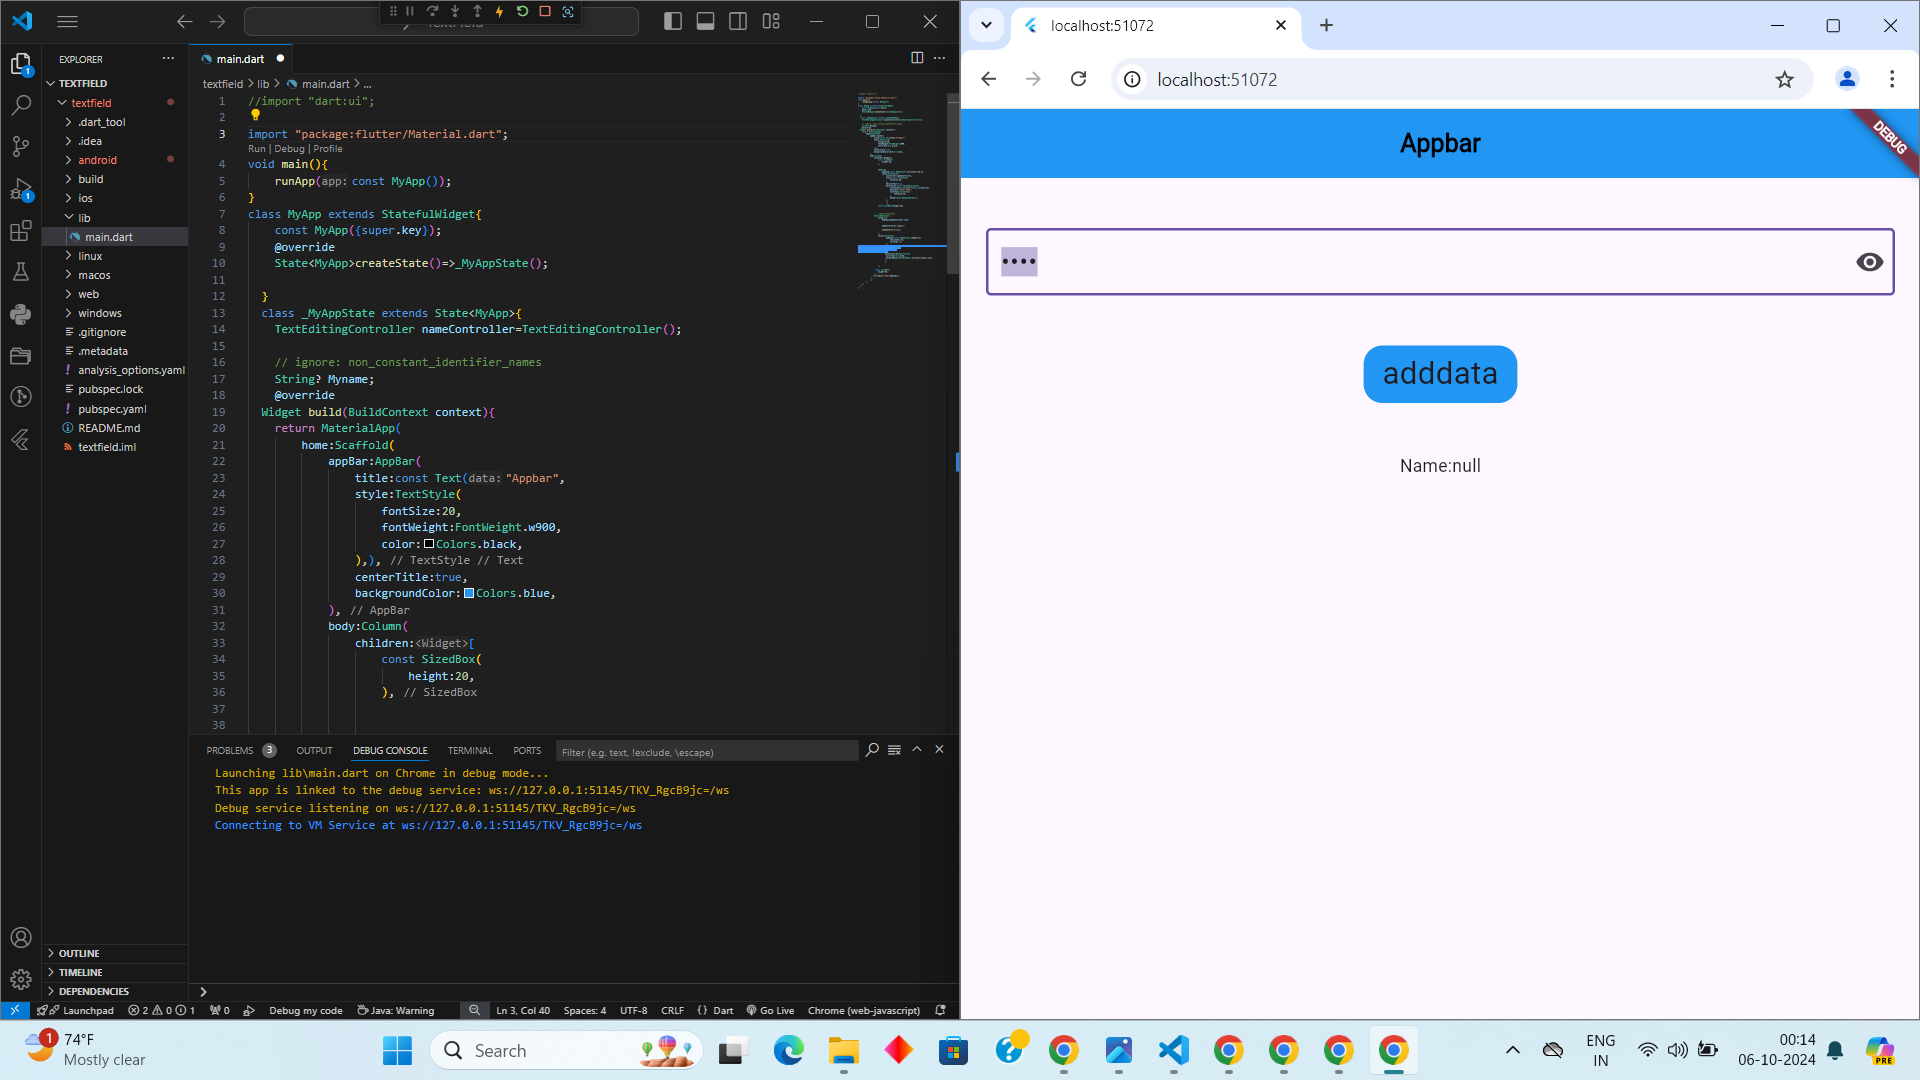 textfield
EXPLORER
TEXTFIELD
textfield
.dart_tool
.idea
android
build
ios
lib
main.dart
linux
macos
web
windows
.gitignore
.metadata
analysis_options.yaml
pubspec.lock
pubspec.yaml
README.md
textfield.iml
OUTLINE
TIMELINE
DEPENDENCIES
main.dart
textfield > lib > main.dart > ...
1 //import "dart:ui";
2
3 import "package:flutter/Material.dart";
Run | Debug | Profile
4 void main(){
5 runApp(app: const MyApp());
6 }
7 class MyApp extends StatefulWidget{
8 const MyApp({super.key});
9 @override
10 State<MyApp>createState()=>_MyAppState();
11
12 }
13 class _MyAppState extends State<MyApp>{
14 TextEditingController nameController=TextEditingController();
15
16 // ignore: non_constant_identifier_names
17 String? Myname;
18 @override
19 Widget build(BuildContext context){
20 return MaterialApp(
21 home:Scaffold(
22 appBar:AppBar(
23 title:const Text(data: "Appbar",
24 style:TextStyle(
25 fontSize:20,
26 fontWeight:FontWeight.w900,
27 color: Colors.black,
28 ),), // TextStyle // Text
29 centerTitle:true,
30 backgroundColor: Colors.blue,
31 ), // AppBar
32 body:Column(
33 children:<Widget>[
34 const SizedBox(
35 height:20,
36 ), // SizedBox
37
38
PROBLEMS 3 OUTPUT DEBUG CONSOLE TERMINAL PORTS Filter (e.g. text, !exclude, \escape)
Launching lib\main.dart on Chrome in debug mode...
This app is linked to the debug service: ws://127.0.0.1:51145/TKV_RgcB9jc=/ws
Debug service listening on ws://127.0.0.1:51145/TKV_RgcB9jc=/ws
Connecting to VM Service at ws://127.0.0.1:51145/TKV_RgcB9jc=/ws
Launchpad 2 0 1 0 Debug my code Java: Warning Ln 3, Col 40 Spaces: 4 UTF-8 CRLF {} Dart Go Live Chrome (web-javascript)
localhost:51072
localhost:51072
Appbar
DEBUG
••••
adddata
Name:null
1
74°F
Mostly clear
Search
ENG
IN
00:14
06-10-2024
PRE